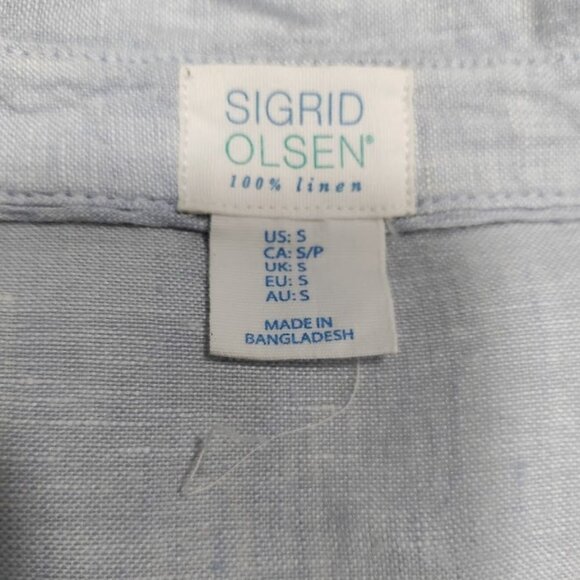 SIGRID
OLSEN®
100% linen
US: S
CA: S/P
UK: S
EU: S
AU: S
MADE IN
BANGLADESH